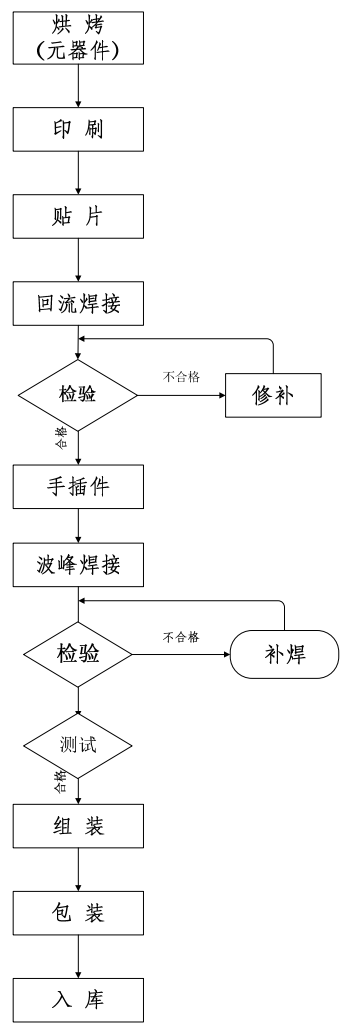 烘 烤
(元器件)
印 刷
贴 片
回流焊接
检验
不合格
修补
合格
手插件
波峰焊接
检验
不合格
补焊
测试
合格
组 装
包 装
入 库